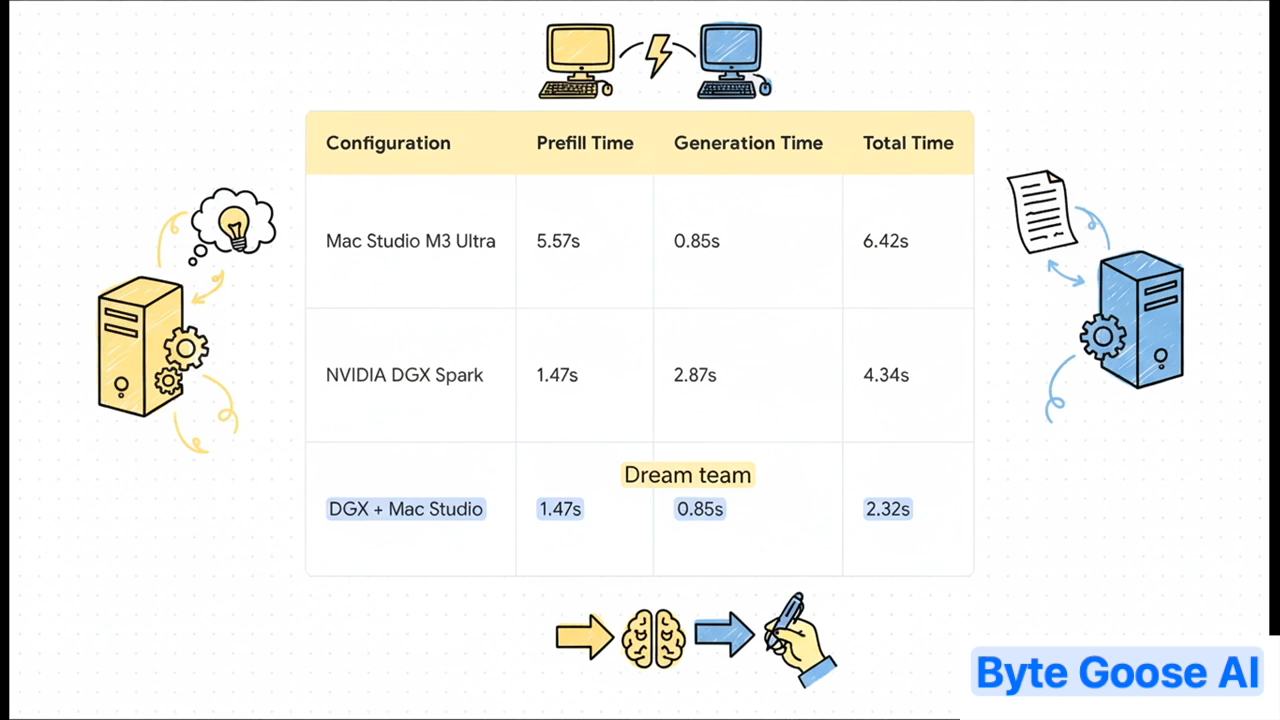 Configuration Prefill Time Generation Time Total Time
Mac Studio M3 Ultra 5.57s 0.85s 6.42s
NVIDIA DGX Spark 1.47s 2.87s 4.34s
Dream team
DGX + Mac Studio 1.47s 0.85s 2.32s
Byte Goose AI